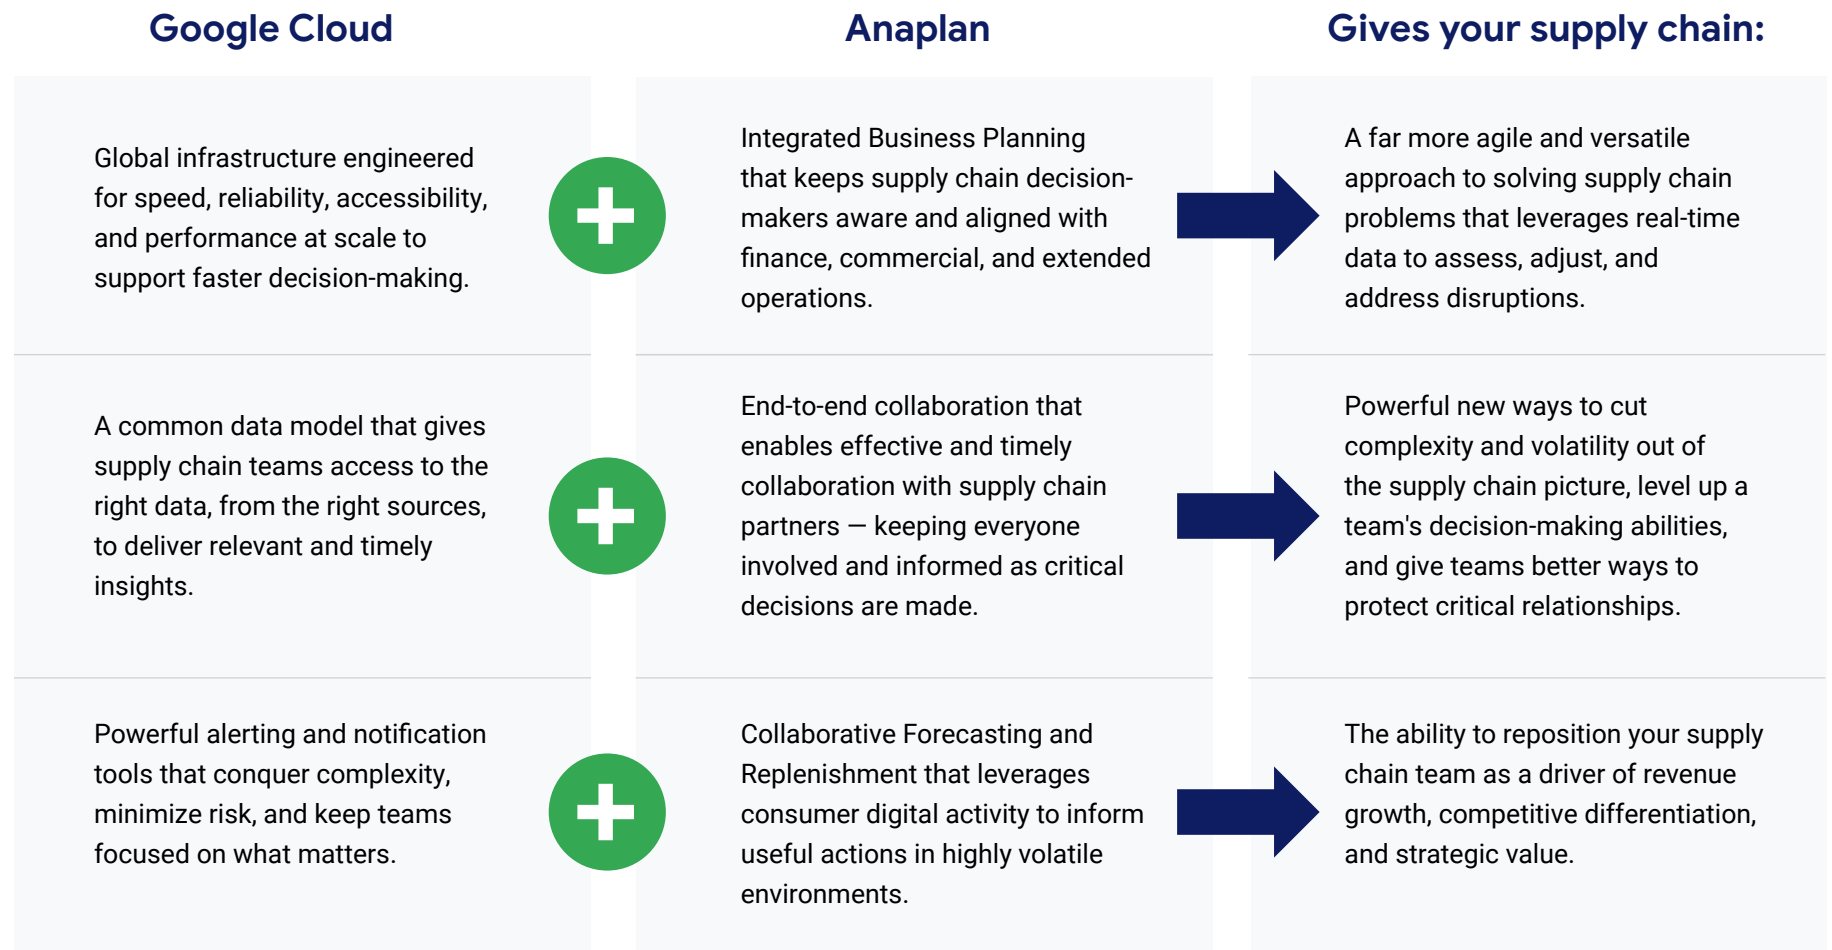 Google Cloud
Anaplan
Gives your supply chain:
Global infrastructure engineered
for speed, reliability, accessibility,
and performance at scale to
support faster decision-making.
Integrated Business Planning
that keeps supply chain decision-
makers aware and aligned with
finance, commercial, and extended
operations.
A far more agile and versatile
approach to solving supply chain
problems that leverages real-time
data to assess, adjust, and
address disruptions.
A common data model that gives
supply chain teams access to the
right data, from the right sources,
to deliver relevant and timely
insights.
End-to-end collaboration that
enables effective and timely
collaboration with supply chain
partners — keeping everyone
involved and informed as critical
decisions are made.
Powerful new ways to cut
complexity and volatility out of
the supply chain picture, level up a
team's decision-making abilities,
and give teams better ways to
protect critical relationships.
Powerful alerting and notification
tools that conquer complexity,
minimize risk, and keep teams
focused on what matters.
Collaborative Forecasting and
Replenishment that leverages
consumer digital activity to inform
useful actions in highly volatile
environments.
The ability to reposition your supply
chain team as a driver of revenue
growth, competitive differentiation,
and strategic value.